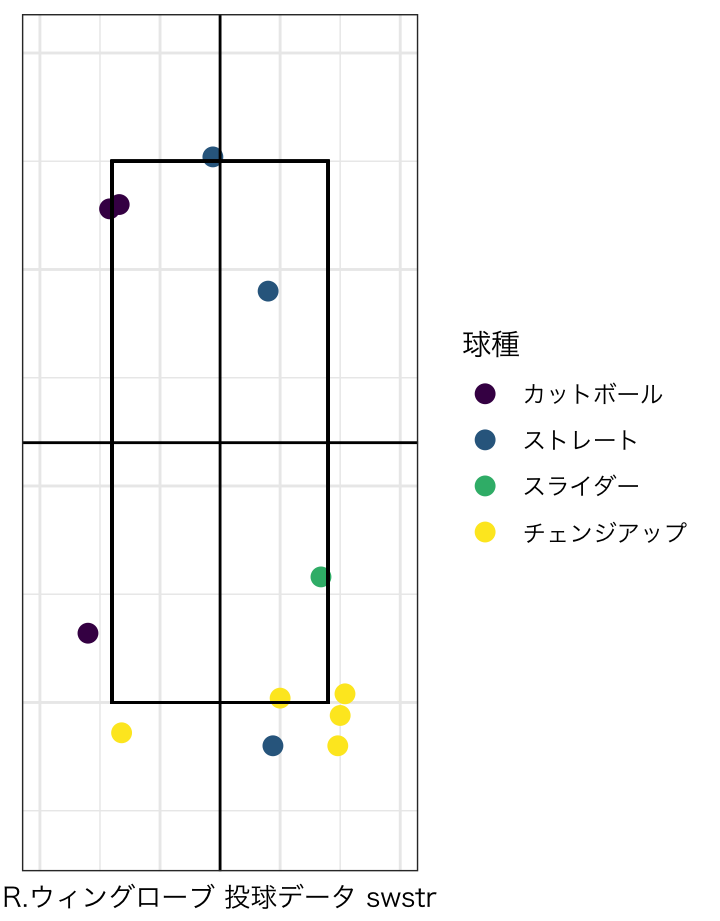 球種
カットボール
ストレート
スライダー
チェンジアップ
R.ウィングローブ 投球データ swstr